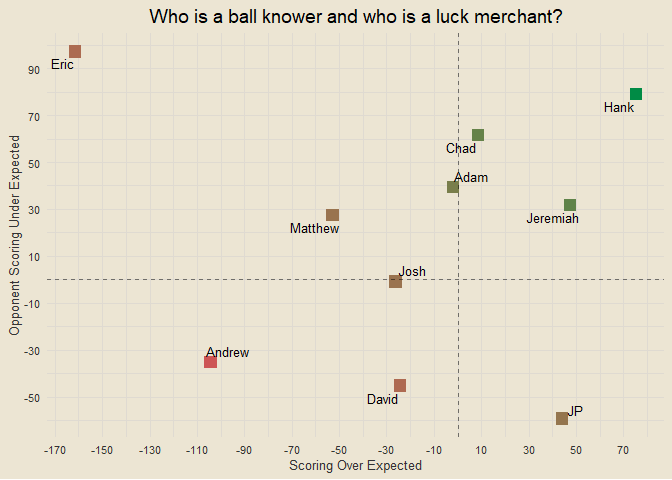 Who is a ball knower and who is a luck merchant?
Eric
Hank
Chad
Adam
Jeremiah
Matthew
Josh
Andrew
David
JP
Opponent Scoring Under Expected
90
70
50
30
10
-10
-30
-50
-170
-150
-130
-110
-90
-70
-50
-30
-10
10
30
50
70
Scoring Over Expected